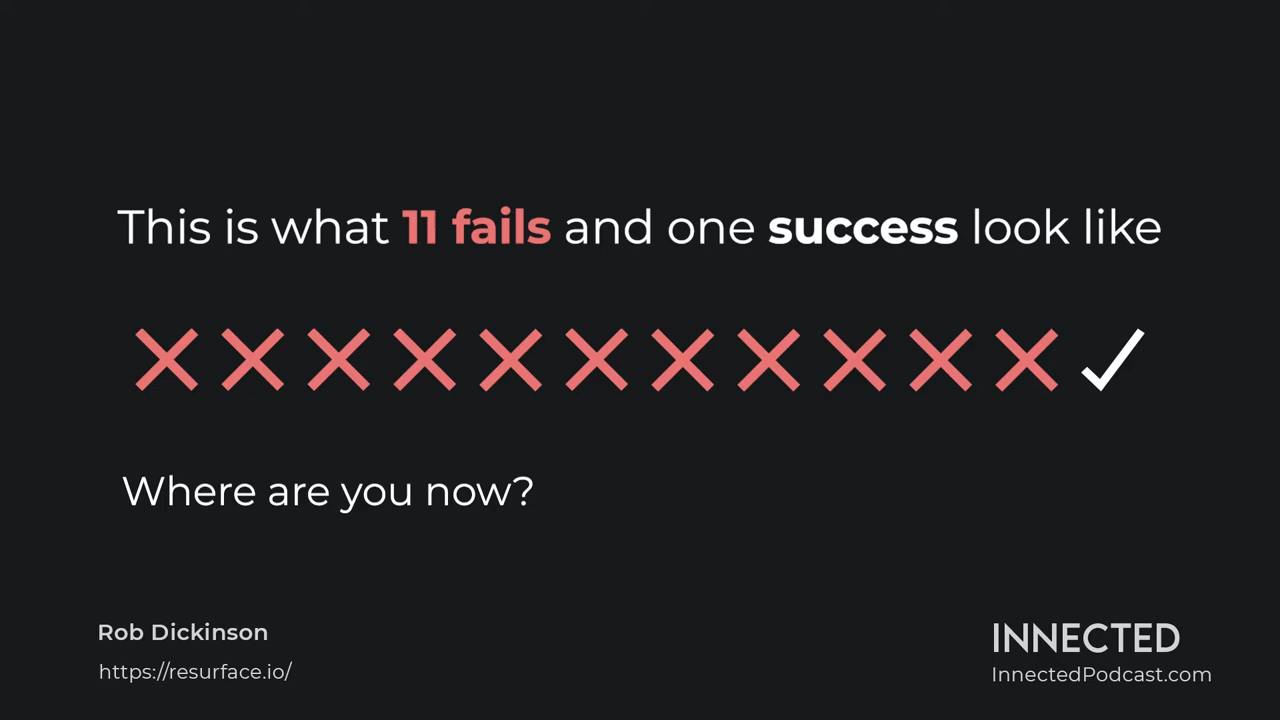 This is what 11 fails and one success look like
Where are you now?
Rob Dickinson
https://resurface.io/
INNECTED
InnectedPodcast.com